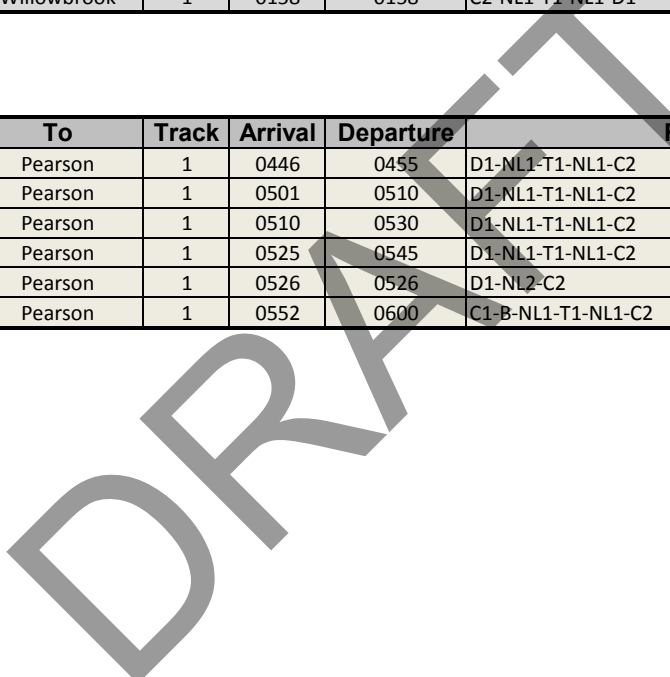 Willowbrook 1 0138 0138 C2-NL1-T1-NL1-D1
To Track Arrival Departure
Pearson 1 0446 0455 D1-NL1-T1-NL1-C2
Pearson 1 0501 0510 D1-NL1-T1-NL1-C2
Pearson 1 0510 0530 D1-NL1-T1-NL1-C2
Pearson 1 0525 0545 D1-NL1-T1-NL1-C2
Pearson 1 0526 0526 D1-NL2-C2
Pearson 1 0552 0600 C1-B-NL1-T1-NL1-C2
DRAFT